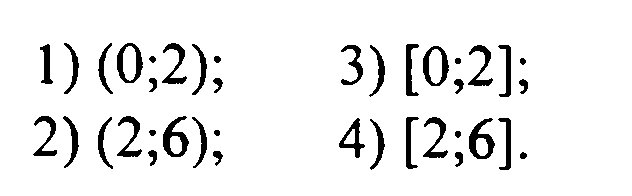 1) (0;2); 3) [0;2];
2) (2;6); 4) [2;6].